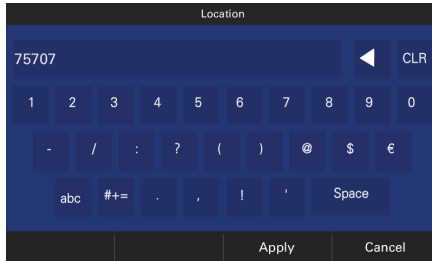 Location
75707 CLR
1 2 3 4 5 6 7 8 9 0
- / : ? ( ) @ $ €
abc #+= . , ! ' Space
Apply Cancel